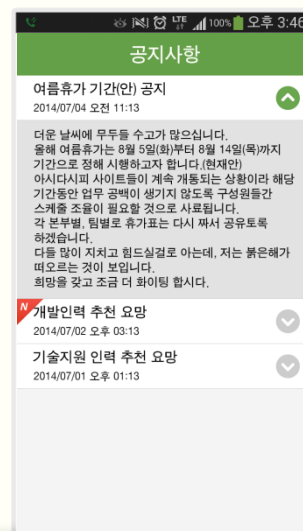 LTE 100% 오후 3:46
공지사항
여름휴가 기간(안) 공지
2014/07/04 오전 11:13
더운 날씨에 무두들 수고가 많으십니다.
올해 여름휴가는 8월 5일(화)부터 8월 14일(목)까지
기간으로 정해 시행하고자 합니다.(현재안)
아시다시피 사이트들이 계속 개통되는 상황이라 해당
기간동안 업무 공백이 생기지 않도록 구성원들간
스케줄 조율이 필요할 것으로 사료됩니다.
각 본부별, 팀별로 휴가표는 다시 짜서 공유토록
하겠습니다.
다들 많이 지치고 힘드실걸로 아는데, 저는 붉은해가
떠오르는 것이 보입니다.
희망을 갖고 조금 더 화이팅 합시다.
N
개발인력 추천 요망
2014/07/02 오후 03:13
기술지원 인력 추천 요망
2014/07/01 오후 01:13